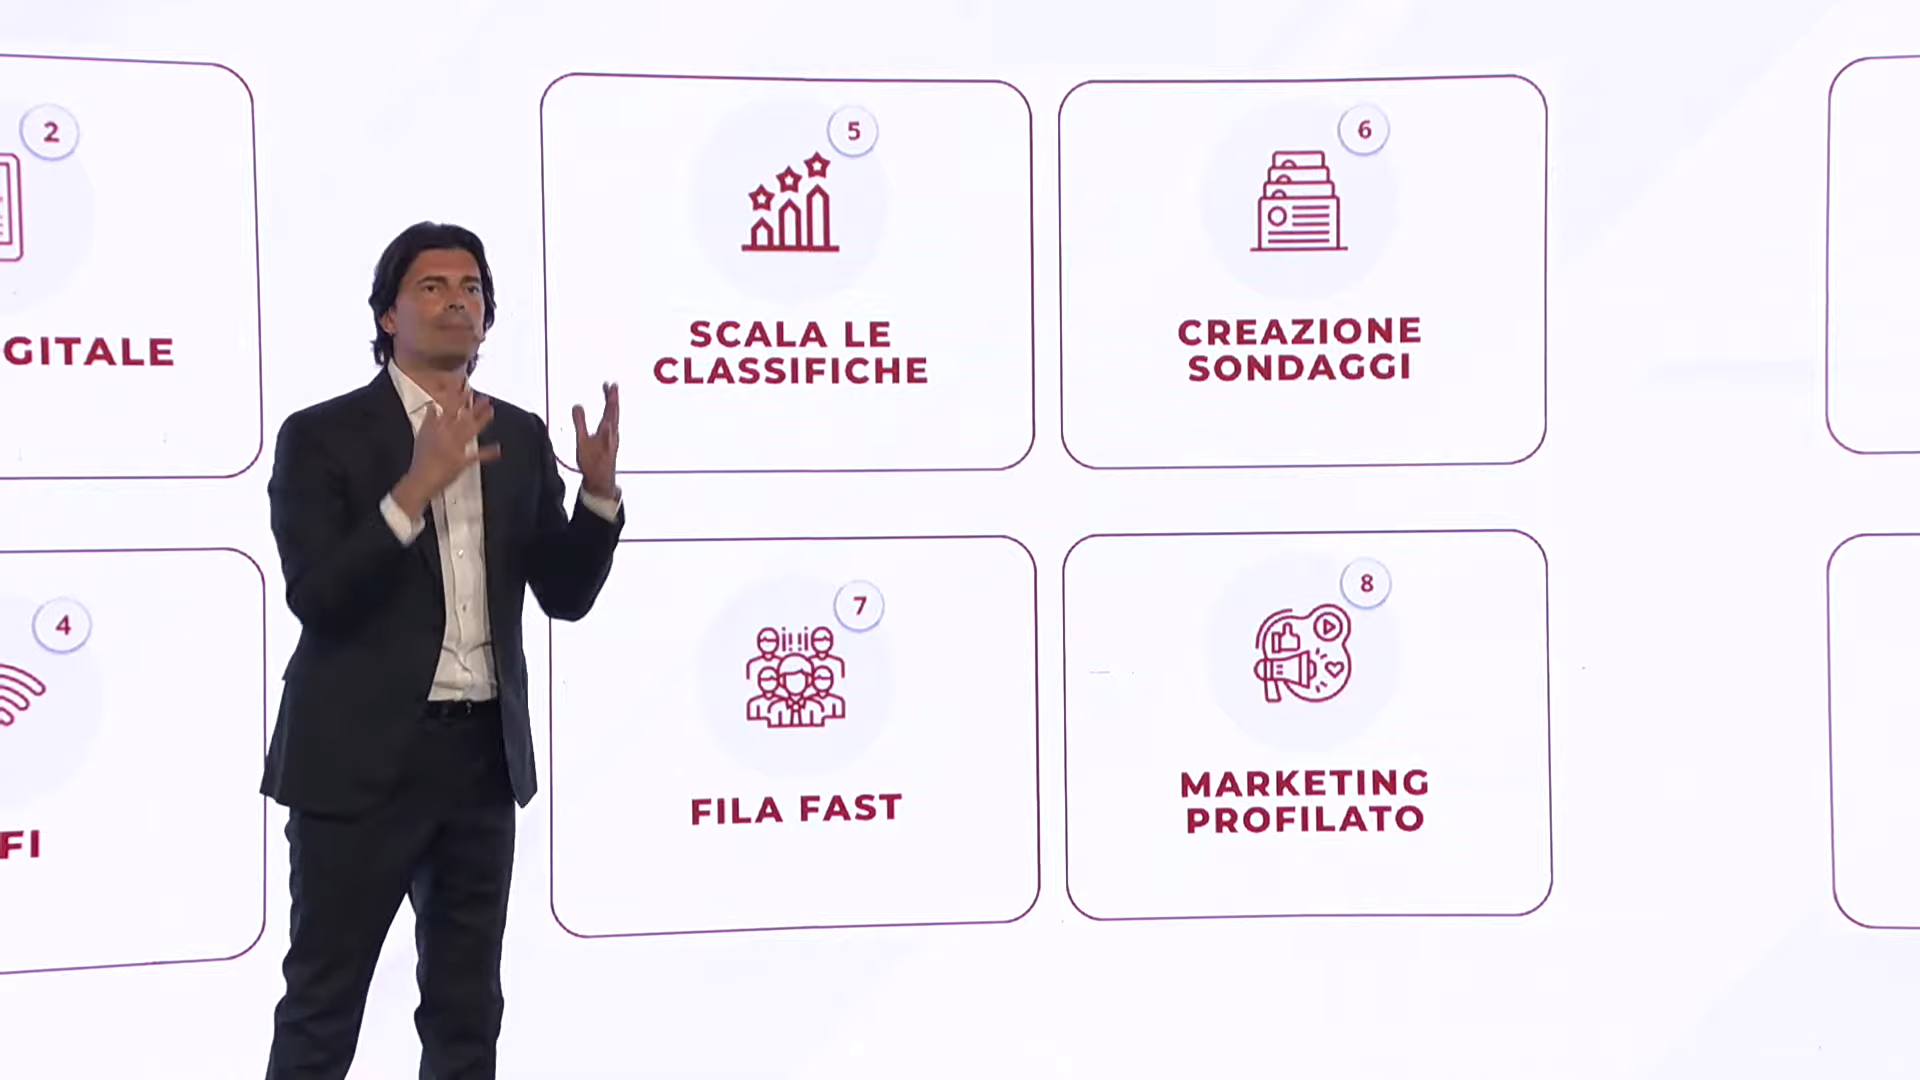 2
GITALE
4
FI
5
SCALA LE
CLASSIFICHE
6
CREAZIONE
SONDAGGI
7
FILA FAST
8
MARKETING
PROFILATO